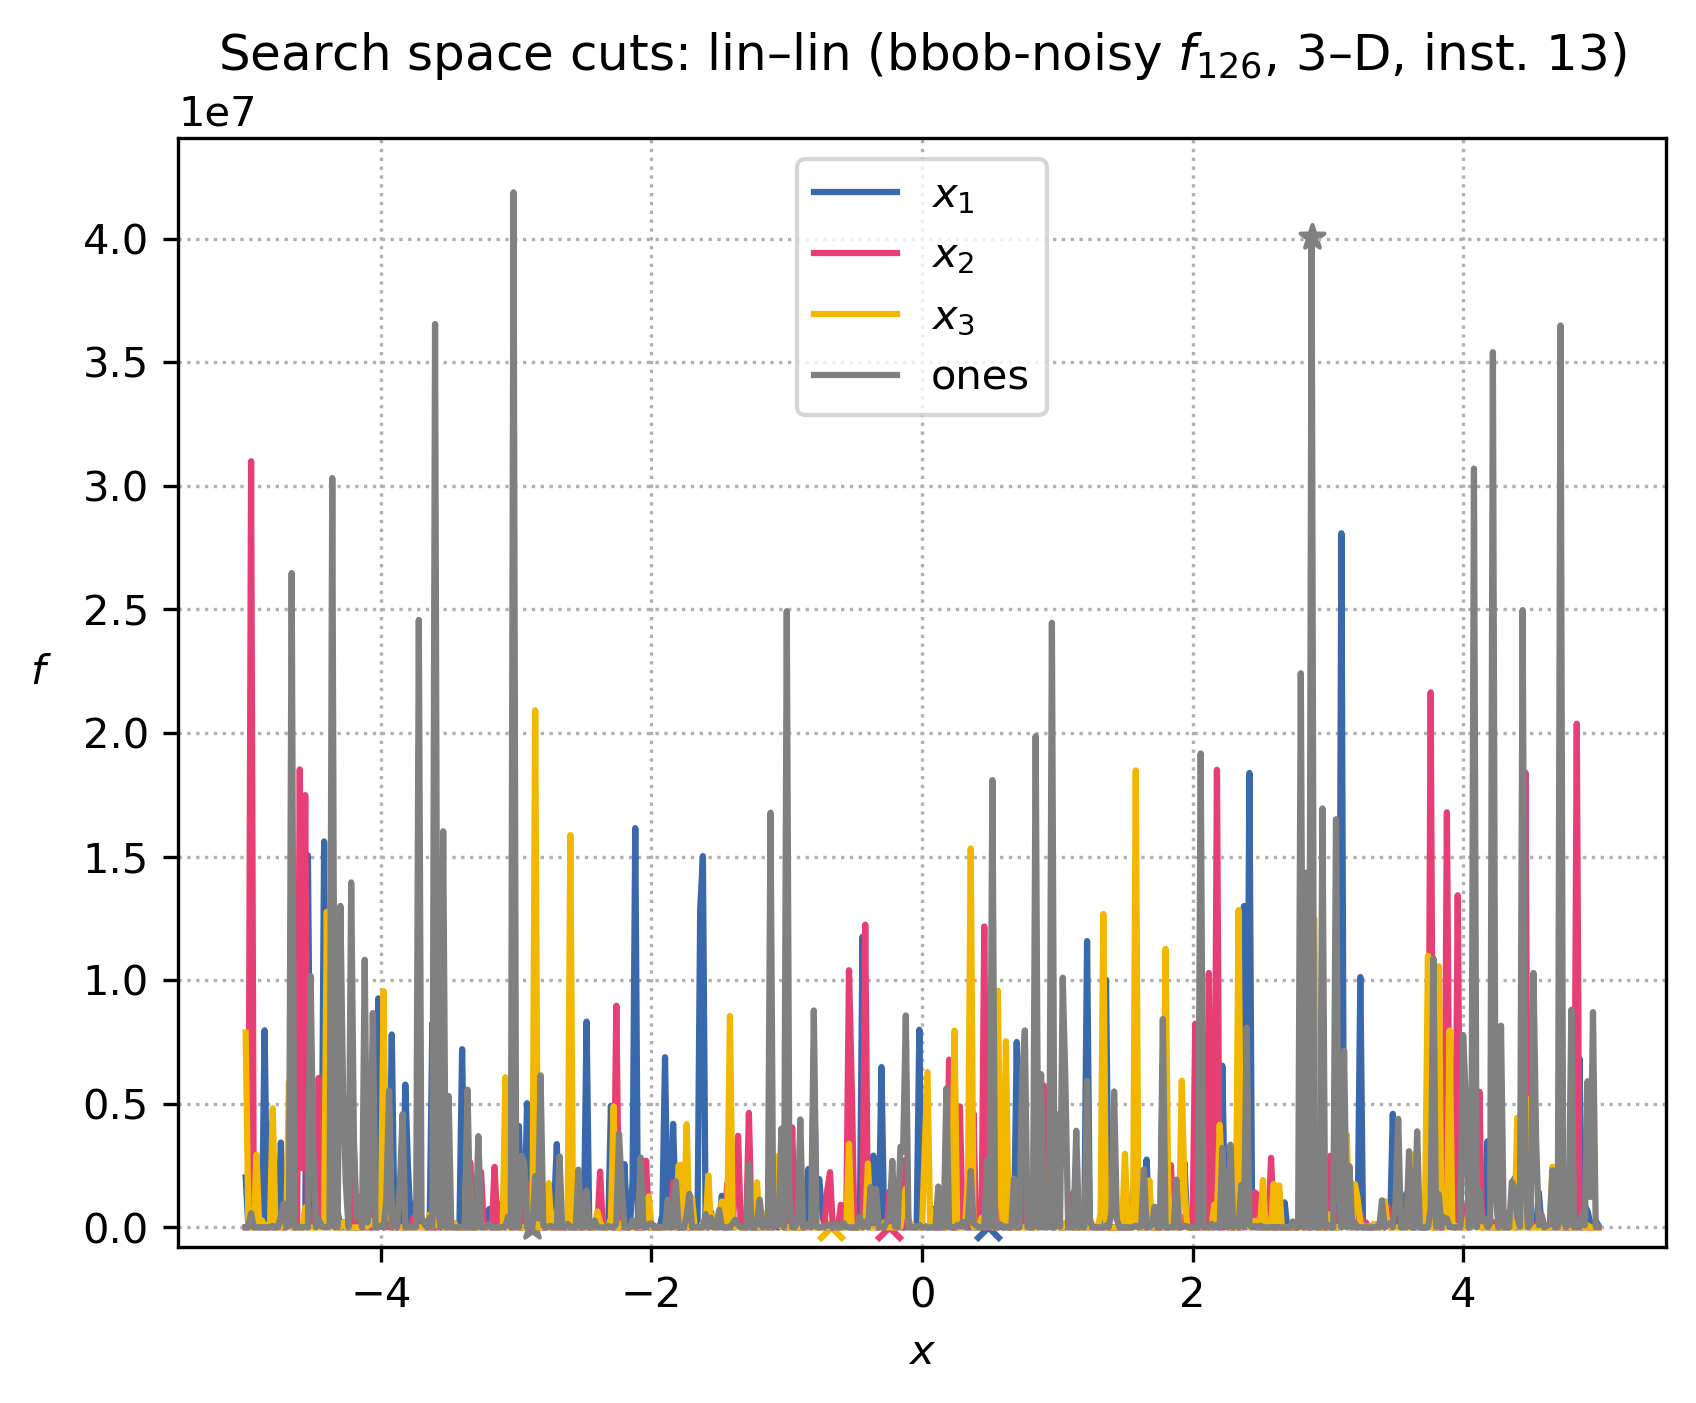 Search space cuts: lin–lin (bbob-noisy f₁₂₆, 3–D, inst. 13)
1e7
x₁
x₂
x₃
ones
4.0
3.5
3.0
2.5
2.0
1.5
1.0
0.5
0.0
f
−4 −2 0 2 4
x